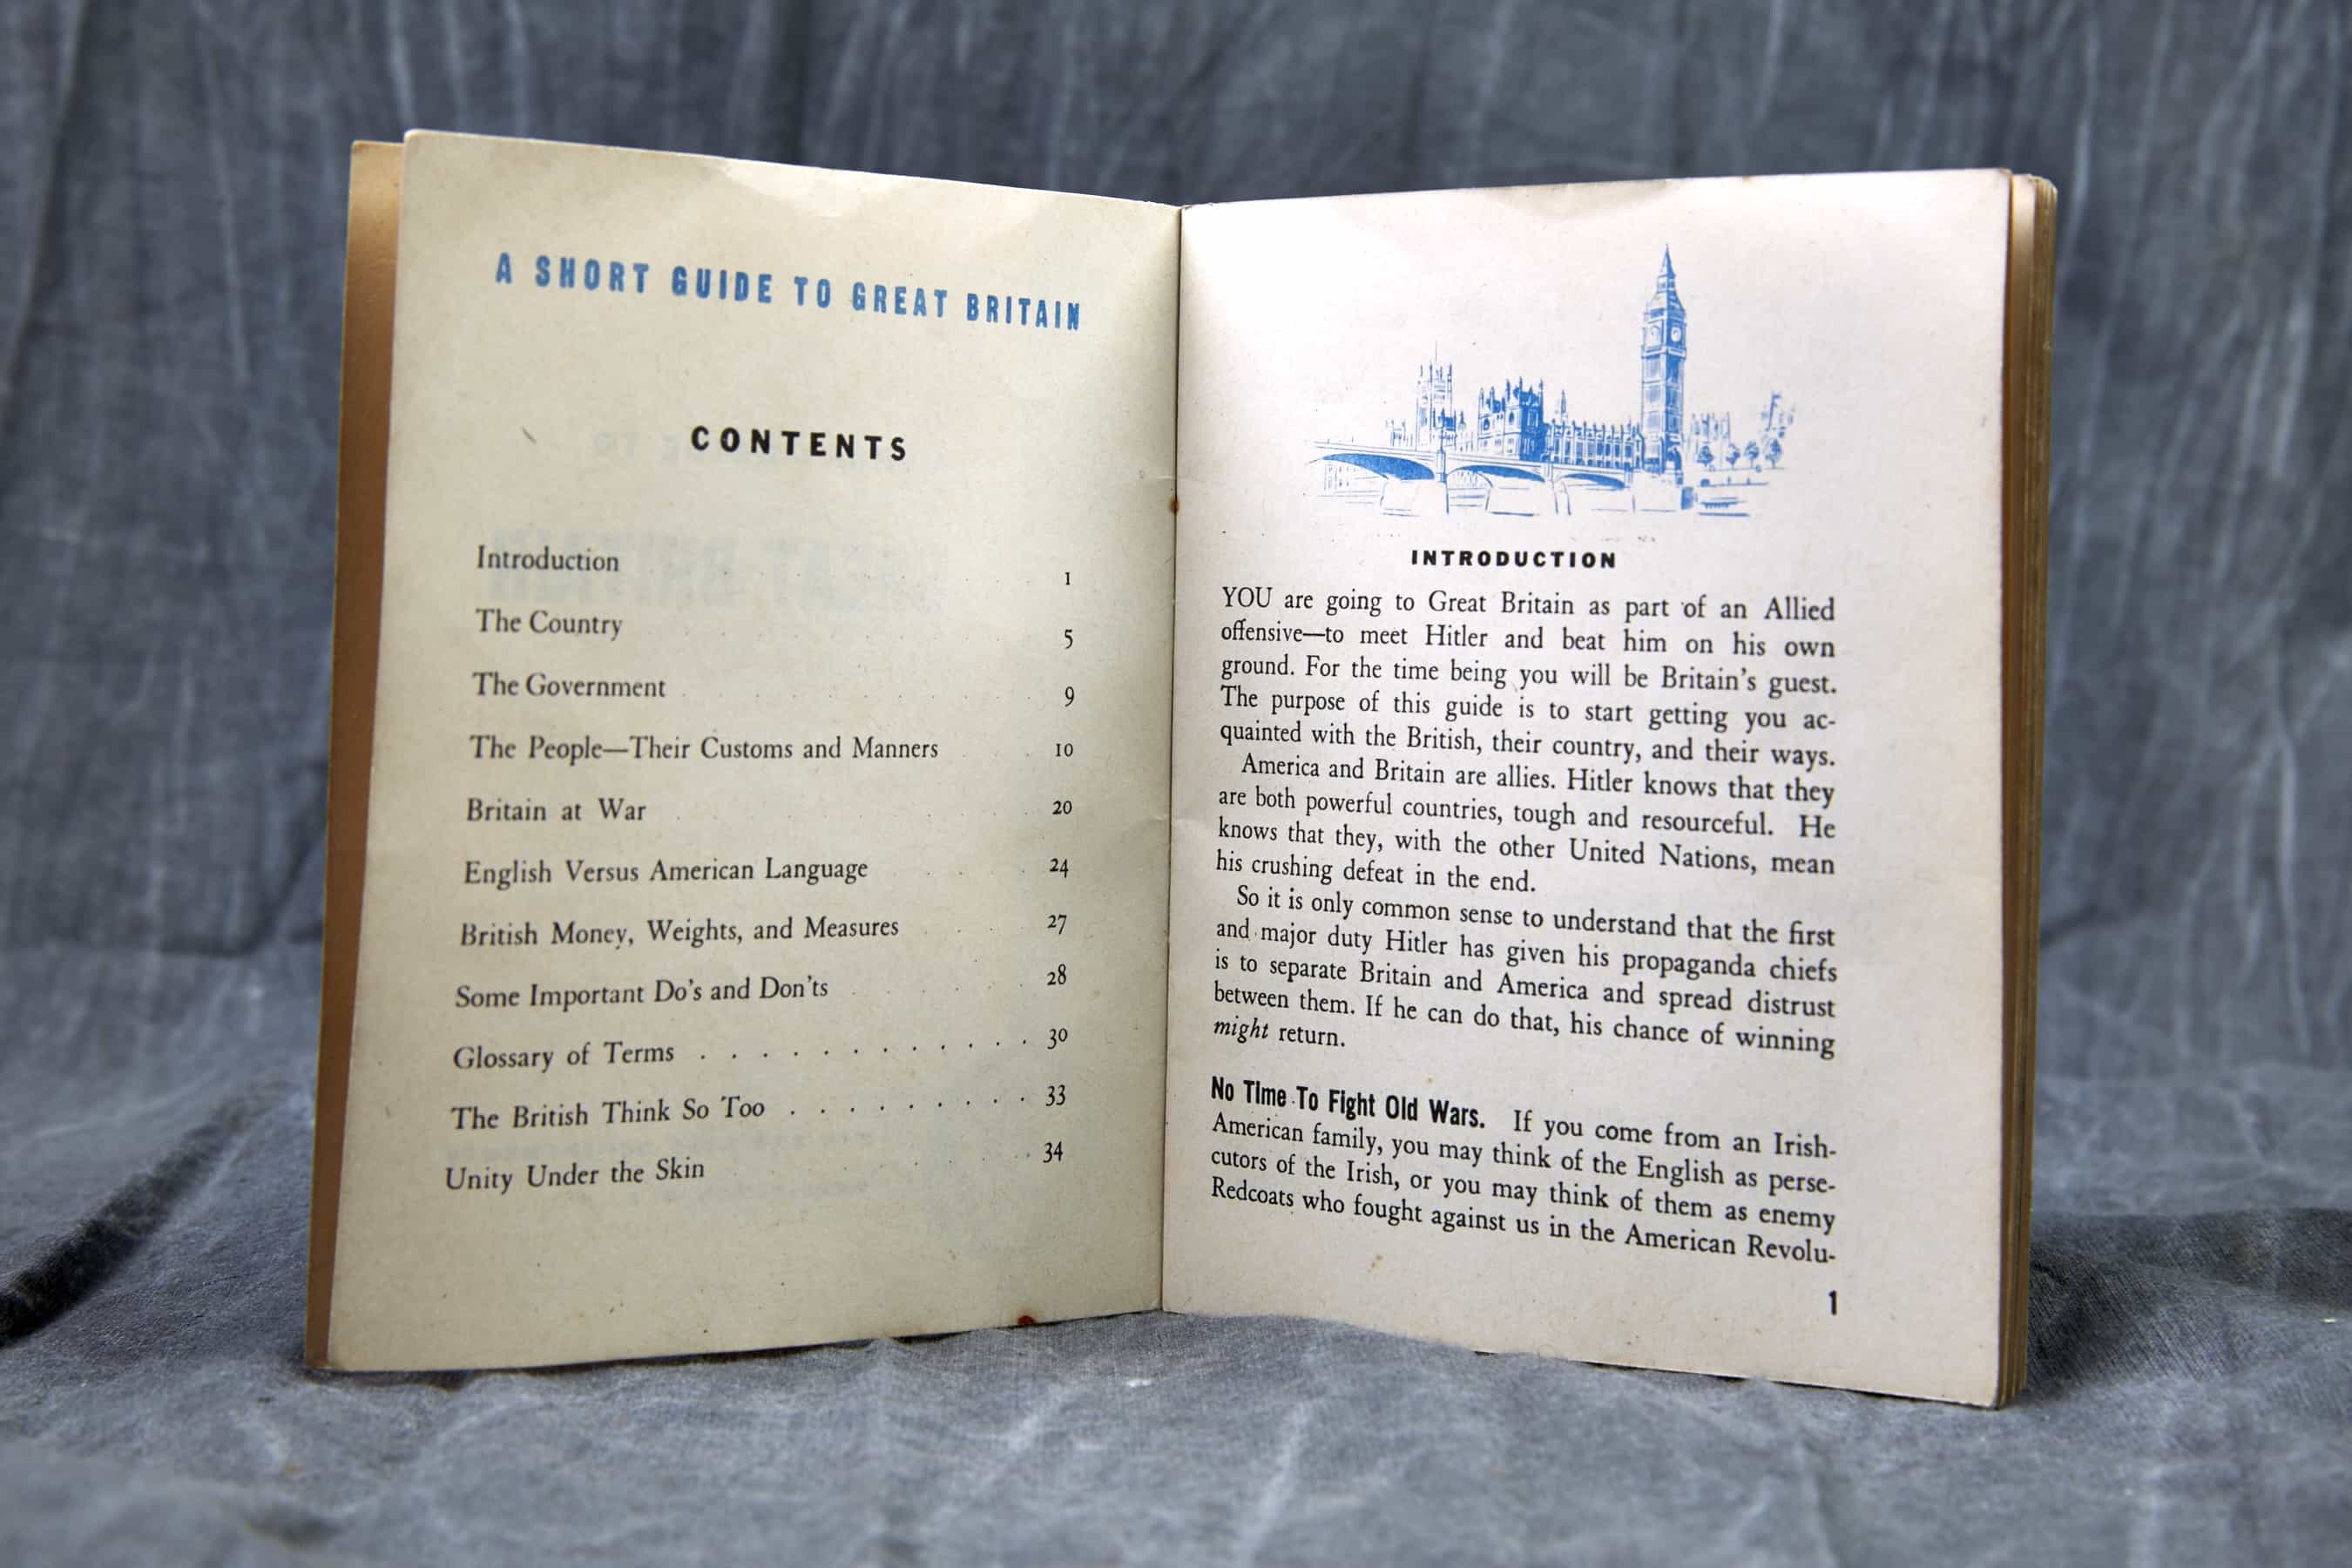 A SHORT GUIDE TO GREAT BRITAIN
CONTENTS
Introduction 1
The Country 5
The Government 9
The People—Their Customs and Manners 10
Britain at War 20
English Versus American Language 24
British Money, Weights, and Measures 27
Some Important Do's and Don'ts 28
Glossary of Terms . . . . . . . . . . . . 30
The British Think So Too . . . . . . . . . 33
Unity Under the Skin 34
INTRODUCTION
YOU are going to Great Britain as part of an Allied
offensive—to meet Hitler and beat him on his own
ground. For the time being you will be Britain's guest.
The purpose of this guide is to start getting you ac-
quainted with the British, their country, and their ways.
America and Britain are allies. Hitler knows that they
are both powerful countries, tough and resourceful. He
knows that they, with the other United Nations, mean
his crushing defeat in the end.
So it is only common sense to understand that the first
and major duty Hitler has given his propaganda chiefs
is to separate Britain and America and spread distrust
between them. If he can do that, his chance of winning
might return.
No Time To Fight Old Wars. If you come from an Irish-
American family, you may think of the English as perse-
cutors of the Irish, or you may think of them as enemy
Redcoats who fought against us in the American Revolu-
1